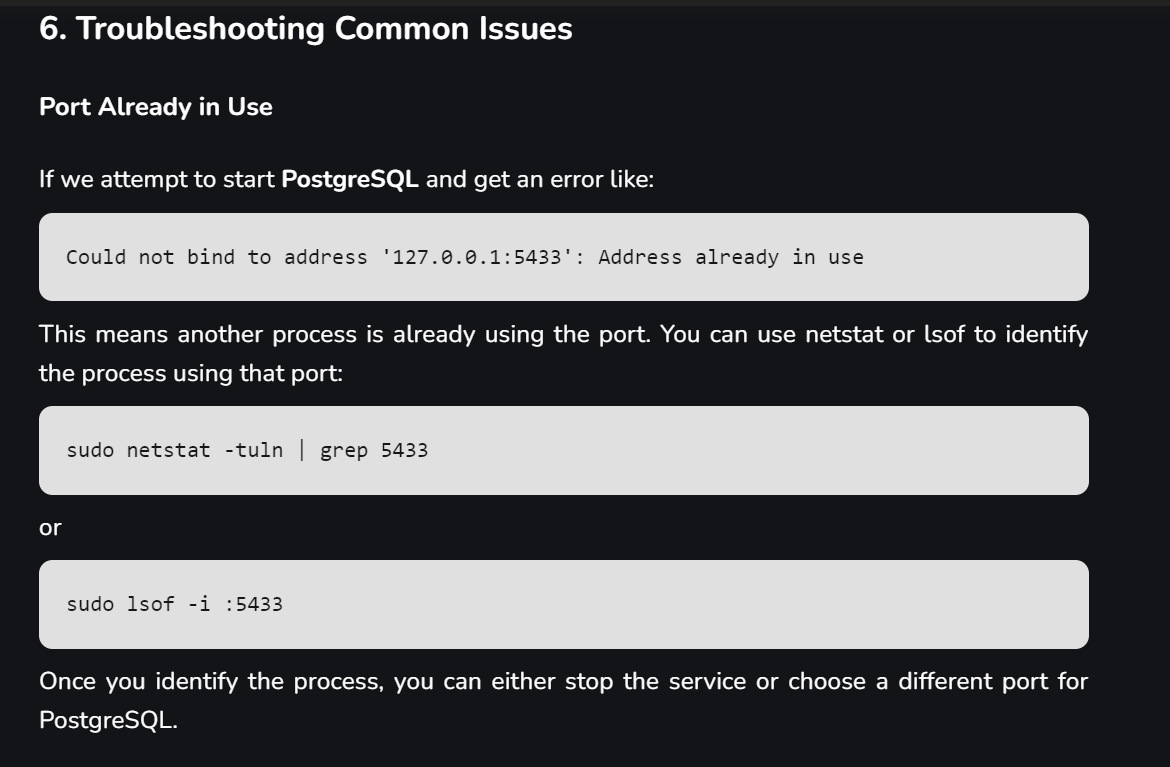 6. Troubleshooting Common Issues
Port Already in Use
If we attempt to start PostgreSQL and get an error like:
Could not bind to address '127.0.0.1:5433': Address already in use
This means another process is already using the port. You can use netstat or lsof to identify
the process using that port:
sudo netstat -tuln | grep 5433
or
sudo lsof -i :5433
Once you identify the process, you can either stop the service or choose a different port for
PostgreSQL.